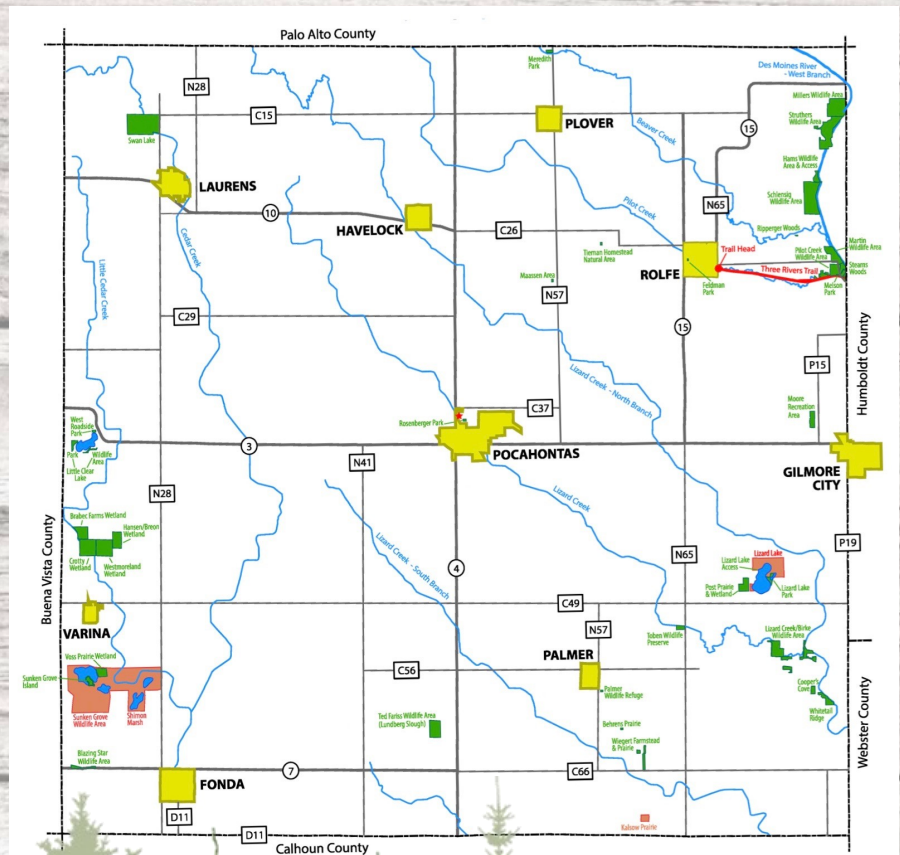 Palo Alto County
Meredith
Park
Des Moines River
- West Branch
N28
C15
Millers Wildlife Area
Struthers
Wildlife Area
15
PLOVER
Beaver Creek
Swan Lake
Harms Wildlife
Area & Access
LAURENS
Schlensig
Wildlife Area
N65
Pilot Creek
10
HAVELOCK
C26
Ripperger Woods
Cedar Creek
Tiernan Homestead
Natural Area
Trail Head
Martin
Wildlife Area
Pilot Creek
Wildlife Area
Stearns
Woods
Little Cedar Creek
ROLFE
Three Rivers Trail
Maassen Area
Feldman
Park
Melson
Park
N57
C29
15
Humboldt County
P15
Lizard Creek - North Branch
Moore
Recreation
Area
C37
Rosenberger Park
West
Roadside
Park
Park
Wildlife
Area
Little Clear
Lake
3
POCAHONTAS
N41
GILMORE
CITY
N28
Lizard Creek
Brabec Farms Wetland
Hansen/Breon
Wetland
Crotty
Wetland
Westmoreland
Wetland
Buena Vista County
Lizard Creek - South Branch
P19
N65
Lizard Lake
Lizard Lake
Access
4
Post Prairie
& Wetland
Lizard Lake
Park
C49
VARINA
N57
Toben Wildlife
Preserve
Lizard Creek/Birke
Wildlife Area
PALMER
Voss Prairie Wetland
C56
Sunken Grove
Island
Palmer
Wildlife Refuge
Cooper's
Cove
Webster County
Sunken Grove
Wildlife Area
Shimon
Marsh
Ted Fariss Wildlife Area
(Lundberg Slough)
Whitetail
Ridge
Behrens Prairie
Wiegert Farmstead
& Prairie
Blazing Star
Wildlife Area
7
C66
FONDA
D11
Kalsow Prairie
D11
Calhoun County